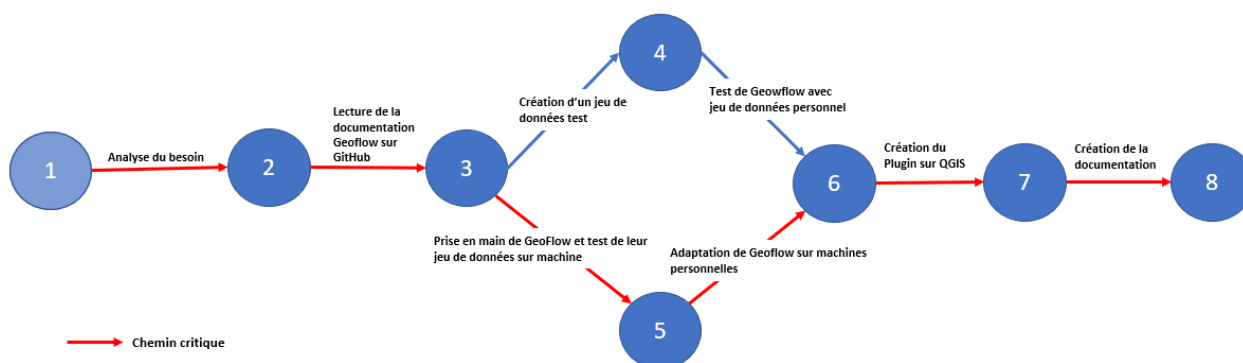 1
Analyse du besoin
2
Lecture de la
documentation
Geoflow sur
GitHub
3
Création d'un jeu de
données test
4
Test de Geowflow avec
jeu de données personnel
Prise en main de GeoFlow et test de leur
jeu de données sur machine
5
Adaptation de Geoflow sur machines
personnelles
6
Création du
Plugin sur QGIS
7
Création de la
documentation
8
Chemin critique